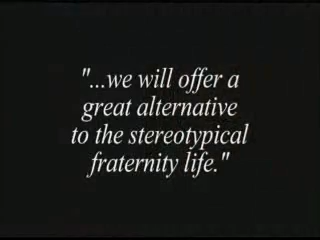 "...we will offer a
great alternative
to the stereotypical
fraternity life."